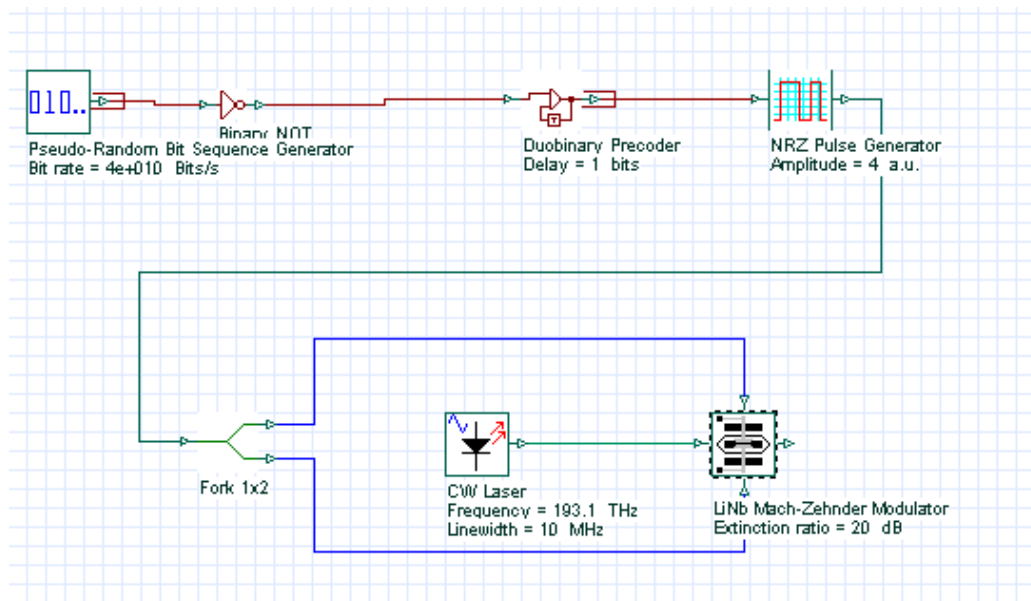 010..
Binary NOT
Pseudo-Random Bit Sequence Generator
Bit rate = 4e+010 Bits/s
Duobinary Precoder
Delay = 1 bits
NRZ Pulse Generator
Amplitude = 4 a.u.
T
Fork 1x2
CW Laser
Frequency = 193.1 THz
Linewidth = 10 MHz
LiNb Mach-Zehnder Modulator
Extinction ratio = 20 dB